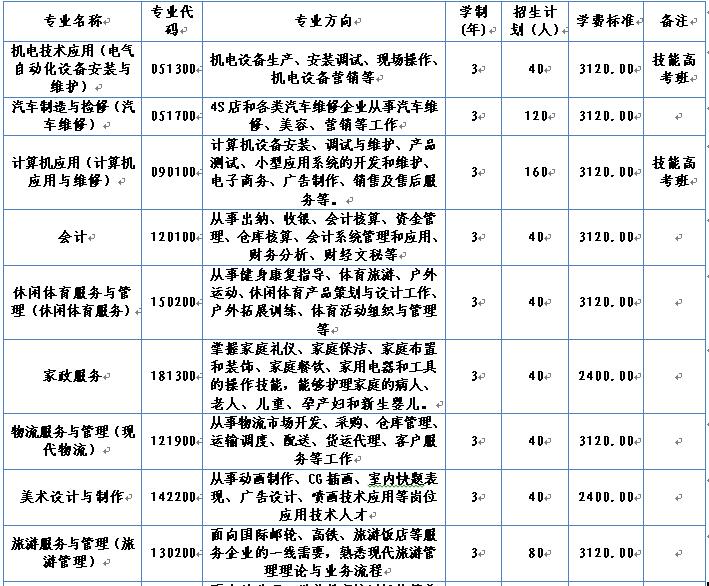 专业名称 专业代码 专业方向 学制(年) 招生计划（人） 学费标准 备注
机电技术应用（电气自动化设备安装与维护） 051300 机电设备生产、安装调试、现场操作、机电设备营销等 3 40 3120.00 技能高考班
汽车制造与检修（汽车维修） 051700 4S店和各类汽车维修企业从事汽车维修、美容、营销等工作 3 120 3120.00
计算机应用（计算机应用与维修） 090100 计算机设备安装、调试与维护、产品测试、小型应用系统的开发和维护、电子商务、广告制作、销售及售后服务等。 3 160 3120.00 技能高考班
会计 120100 从事出纳、收银、会计核算、资金管理、仓库核算、会计系统管理和应用、财务分析、财经文秘等 3 40 3120.00
休闲体育服务与管理（休闲体育服务） 150200 从事健身康复指导、体育旅游、户外运动、休闲体育产品策划与设计工作、户外拓展训练、体育活动组织与管理等 3 40 3120.00
家政服务 181300 掌握家庭礼仪、家庭保洁、家庭布置和装饰、家庭餐饮、家用电器和工具的操作技能，能够护理家庭的病人、老人、儿童、孕产妇和新生婴儿。 3 40 2400.00
物流服务与管理（现代物流） 121900 从事物流市场开发、采购、仓库管理、运输调度、配送、货运代理、客户服务等工作 3 40 3120.00
美术设计与制作 142200 从事动画制作、CG插画、室内快题表现、广告设计、喷画技术应用等岗位应用技术人才 3 40 2400.00
旅游服务与管理（旅游管理） 130200 面向国际邮轮、高铁、旅游饭店等服务企业的一线需要，熟悉现代旅游管理理论与业务流程 3 80 3120.00